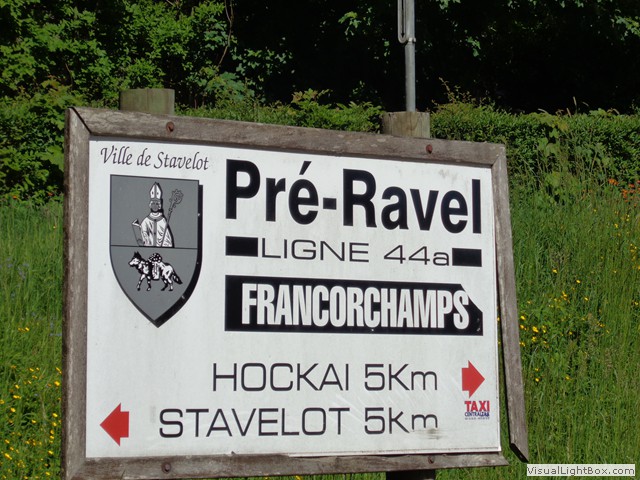 Ville de Stavelot
Pré-Ravel
LIGNE 44a
FRANCORCHAMPS
HOCKAI 5Km
STAVELOT 5Km
TAXI
VisualLightBox.com